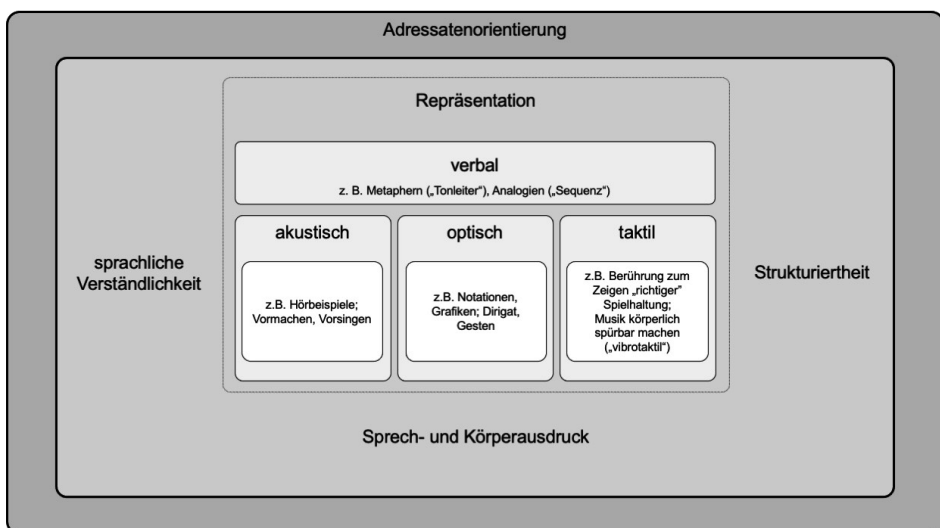 Adressatenorientierung
Repräsentation
verbal
z. B. Metaphern („Tonleiter“), Analogien („Sequenz“)
sprachliche
Verständlichkeit
akustisch
z.B. Hörbeispiele;
Vormachen, Vorsingen
optisch
z.B. Notationen,
Grafiken; Dirigat,
Gesten
taktil
z.B. Berührung zum
Zeigen „richtiger”
Spielhaltung;
Musik körperlich
spürbar machen
(„vibrotaktil“)
Strukturiertheit
Sprech- und Körperausdruck